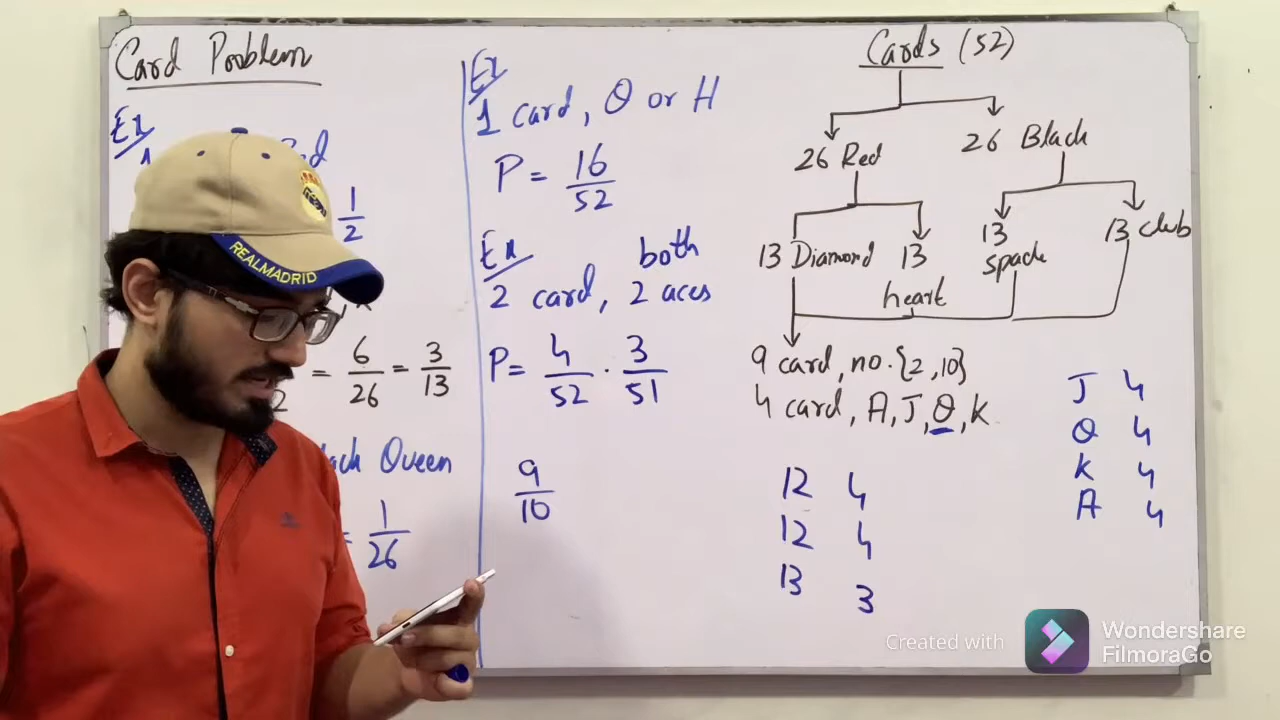 Card Problem
Ex/1
1/2
6/26 = 3/13
Queen
= 1/26
REALMADRID
Ex
1 card, Q or H
P = 16/52
Ex
both
2 card, 2 aces
P = 4/52 . 3/51
9/10
Cards (52)
26 Red
26 Black
13 Diamond
13 heart
13 spade
13 club
9 card, no. {2, 10}
4 card, A, J, Q, K
J 4
Q 4
K 4
A 4
12 4
12 4
13 3
Created with
Wondershare
FilmoraGo